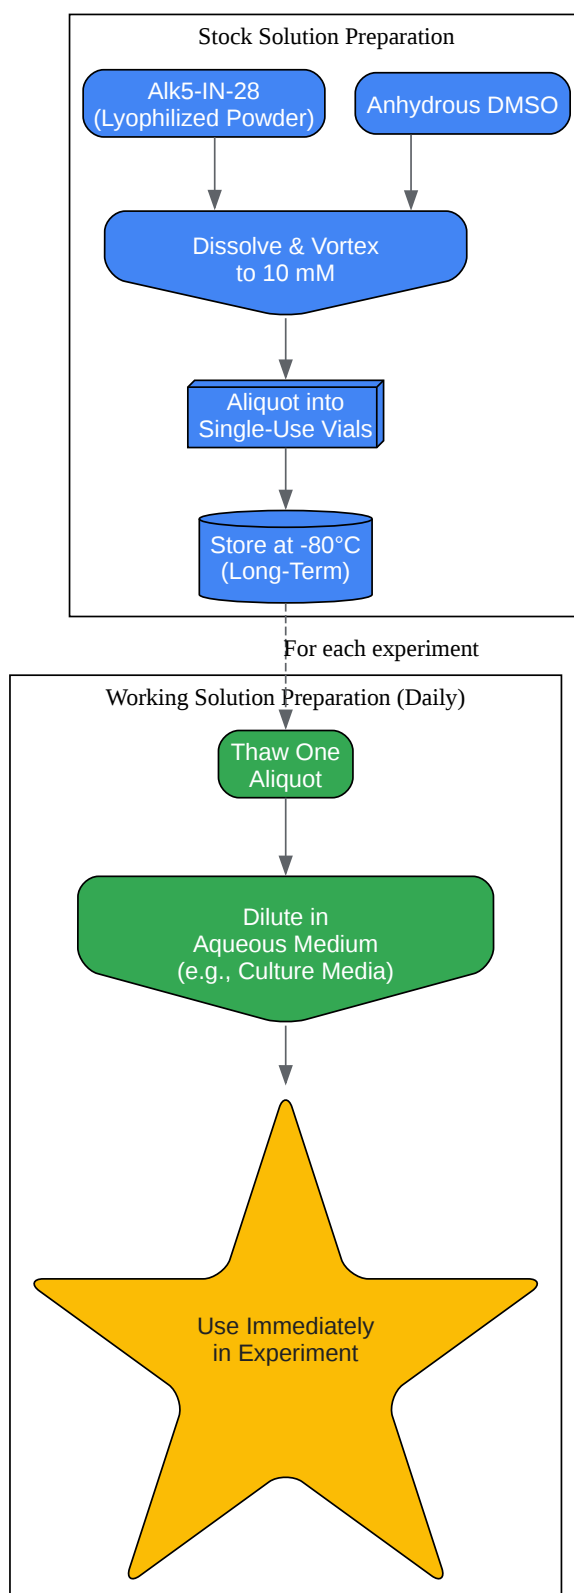 Stock Solution Preparation
Alk5-IN-28
(Lyophilized Powder)
Anhydrous DMSO
Dissolve & Vortex
to 10 mM
Aliquot into
Single-Use Vials
Store at -80°C
(Long-Term)
For each experiment
Working Solution Preparation (Daily)
Thaw One
Aliquot
Dilute in
Aqueous Medium
(e.g., Culture Media)
Use Immediately
in Experiment